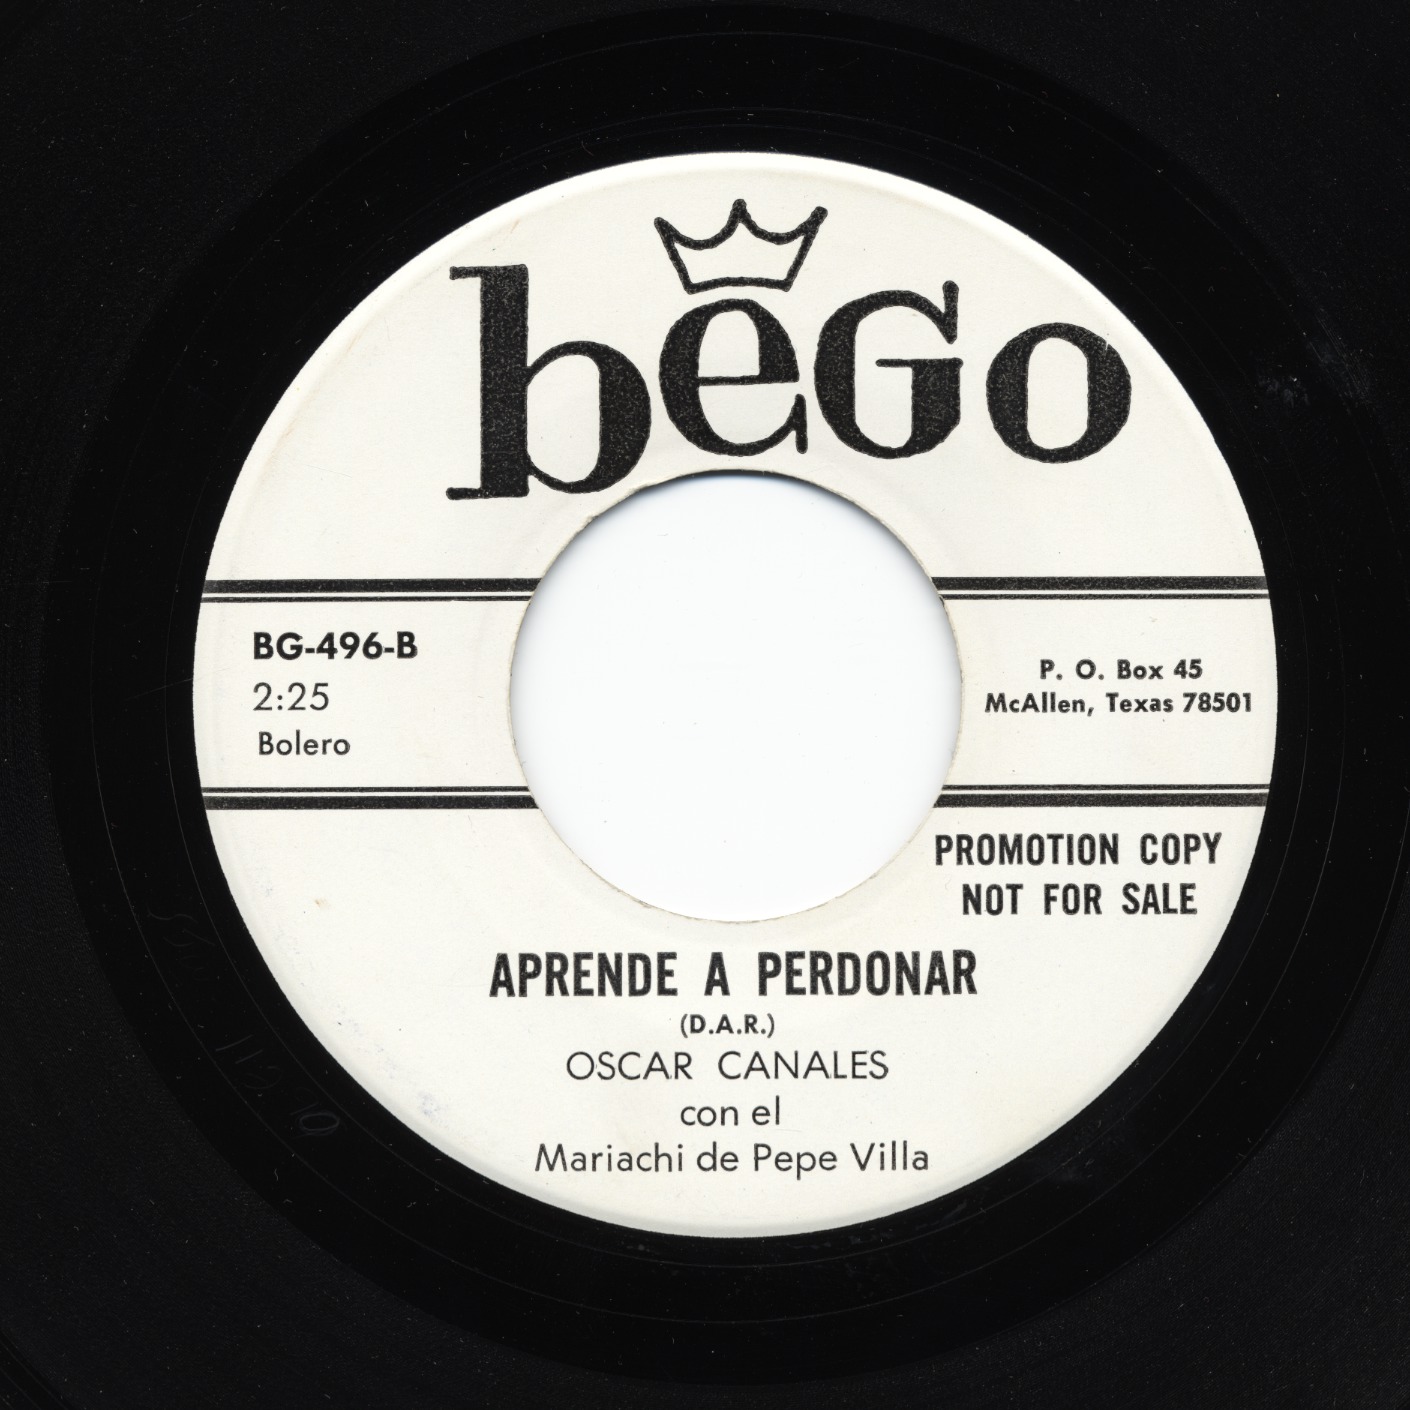 beGo
BG-496-B
2:25
Bolero
P. O. Box 45
McAllen, Texas 78501
PROMOTION COPY
NOT FOR SALE
APRENDE A PERDONAR
(D.A.R.)
OSCAR CANALES
con el
Mariachi de Pepe Villa